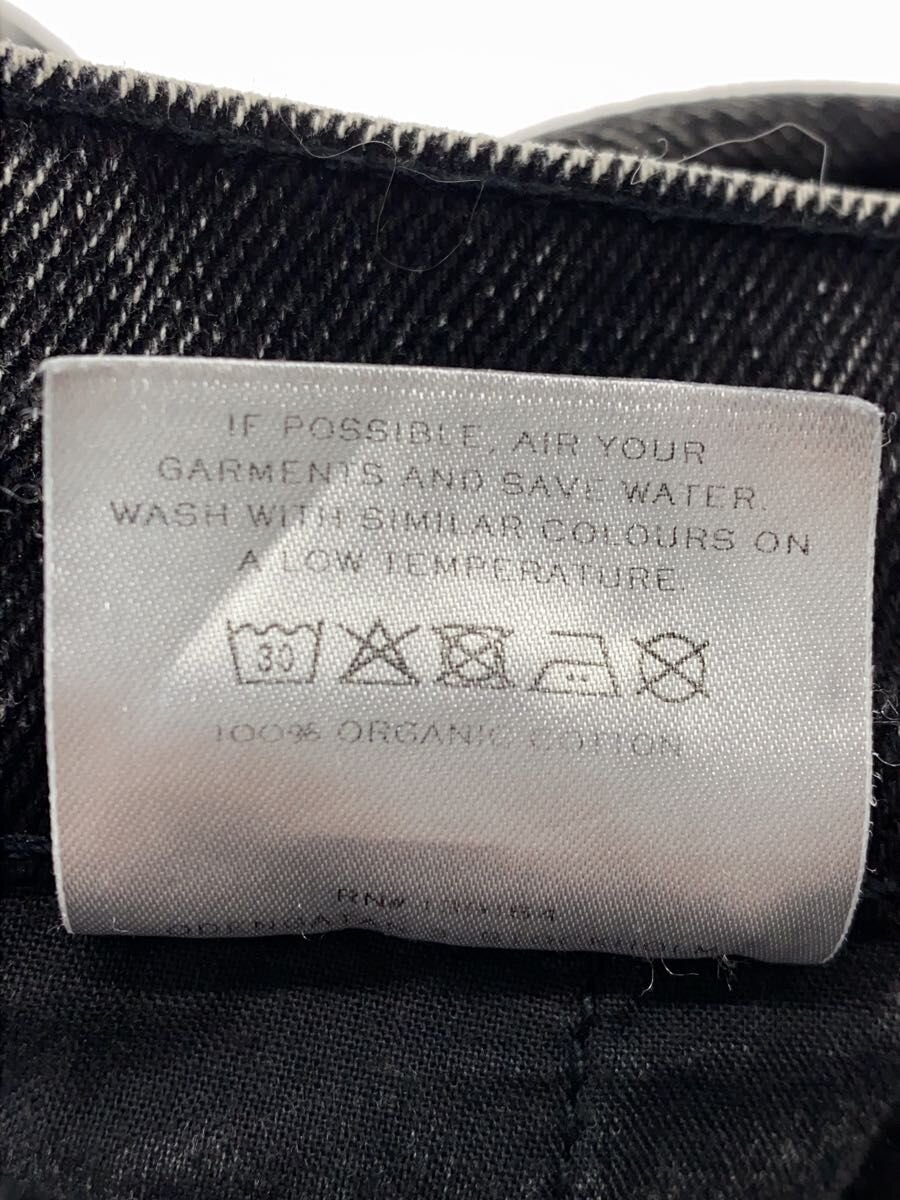 IF POSSIBLE, AIR YOUR
GARMENTS AND SAVE WATER.
WASH WITH SIMILAR COLOURS ON
A LOW TEMPERATURE.
30
100% ORGANIC COTTON
RN#